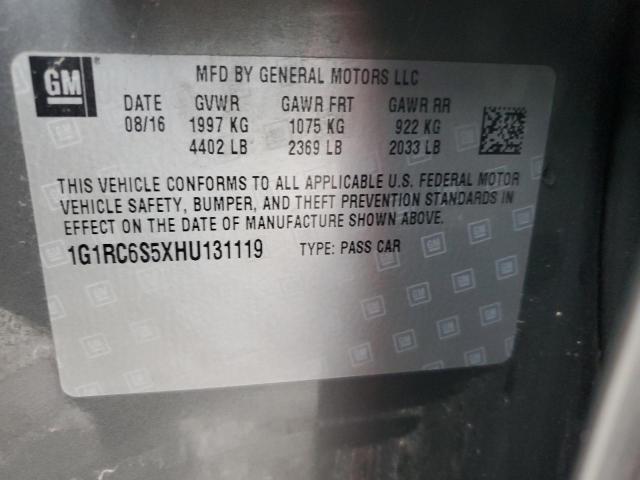 GM
MFD BY GENERAL MOTORS LLC
DATE GVWR GAWR FRT GAWR RR
08/16 1997 KG 1075 KG 922 KG
4402 LB 2369 LB 2033 LB
THIS VEHICLE CONFORMS TO ALL APPLICABLE U.S. FEDERAL MOTOR
VEHICLE SAFETY, BUMPER, AND THEFT PREVENTION STANDARDS IN
EFFECT ON THE DATE OF MANUFACTURE SHOWN ABOVE.
1G1RC6S5XHU131119 TYPE: PASS CAR